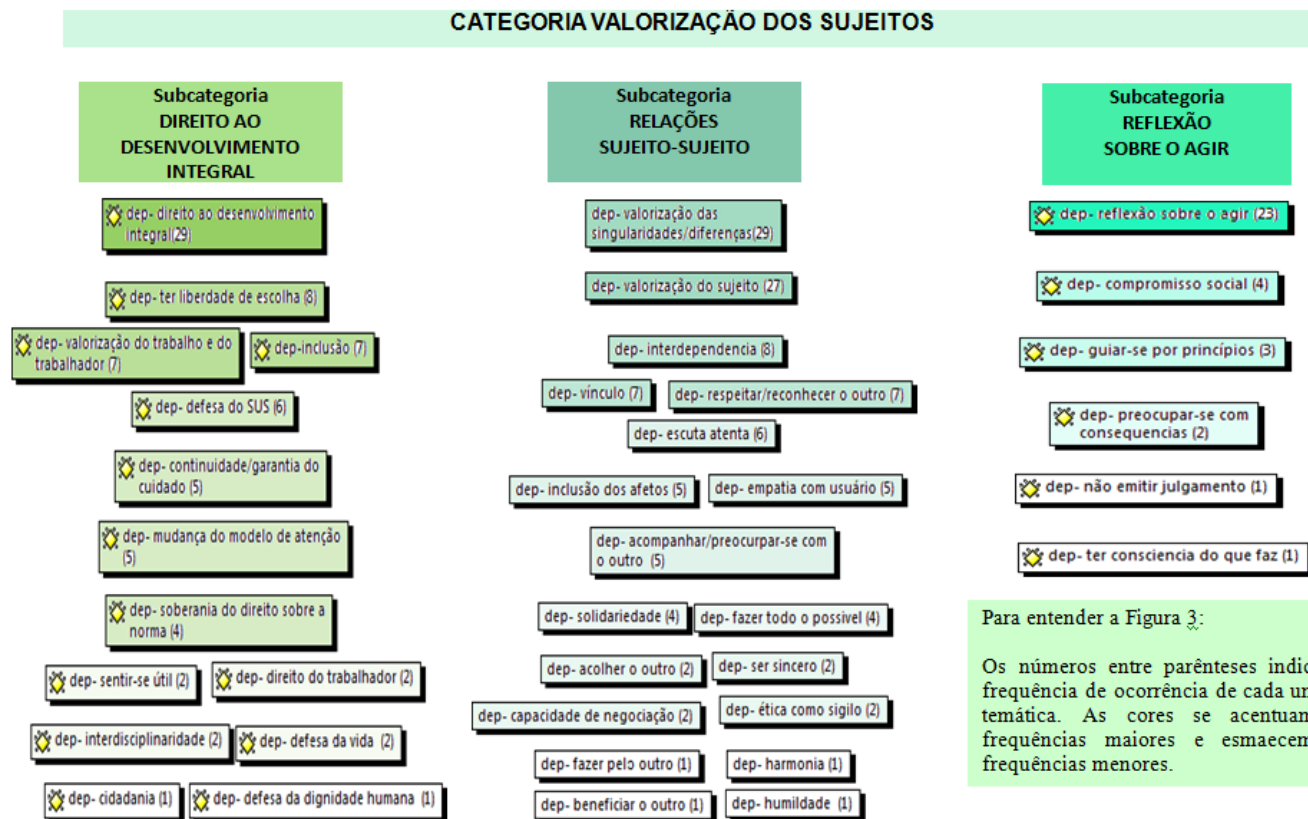 CATEGORIA VALORIZAÇÃO DOS SUJEITOS
Subcategoria
DIREITO AO
DESENVOLVIMENTO
INTEGRAL
dep- direito ao desenvolvimento
integral(29)
dep- ter liberdade de escolha (8)
dep- valorização do trabalho e do
trabalhador (7)
dep-inclusão (7)
dep- defesa do SUS (6)
dep- continuidade/garantia do
cuidado (5)
dep- mudança do modelo de atenção
(5)
dep- soberania do direito sobre a
norma (4)
dep- sentir-se útil (2)
dep- direito do trabalhador (2)
dep- interdisciplinaridade (2)
dep- defesa da vida (2)
dep- cidadania (1)
dep- defesa da dignidade humana (1)
Subcategoria
RELAÇÕES
SUJEITO-SUJEITO
dep- valorização das
singularidades/diferenças(29)
dep- valorização do sujeito (27)
dep- interdependencia (8)
dep- vínculo (7)
dep- respeitar/reconhecer o outro (7)
dep- escuta atenta (6)
dep- inclusão dos afetos (5)
dep- empatia com usuário (5)
dep- acompanhar/preocurpar-se com
o outro (5)
dep- solidariedade (4)
dep- fazer todo o possivel (4)
dep- acolher o outro (2)
dep- ser sincero (2)
dep- capacidade de negociação (2)
dep- ética como sigilo (2)
dep- fazer pelo outro (1)
dep- harmonia (1)
dep- beneficiar o outro (1)
dep- humildade (1)
Subcategoria
REFLEXÃO
SOBRE O AGIR
dep- reflexão sobre o agir (23)
dep- compromisso social (4)
dep- guiar-se por princípios (3)
dep- preocupar-se com
consequencias (2)
dep- não emitir julgamento (1)
dep- ter consciencia do que faz (1)
Para entender a Figura 3:
Os números entre parênteses indic
frequência de ocorrência de cada
temática. As cores se acentuam
frequências maiores e esmaecem
frequências menores.